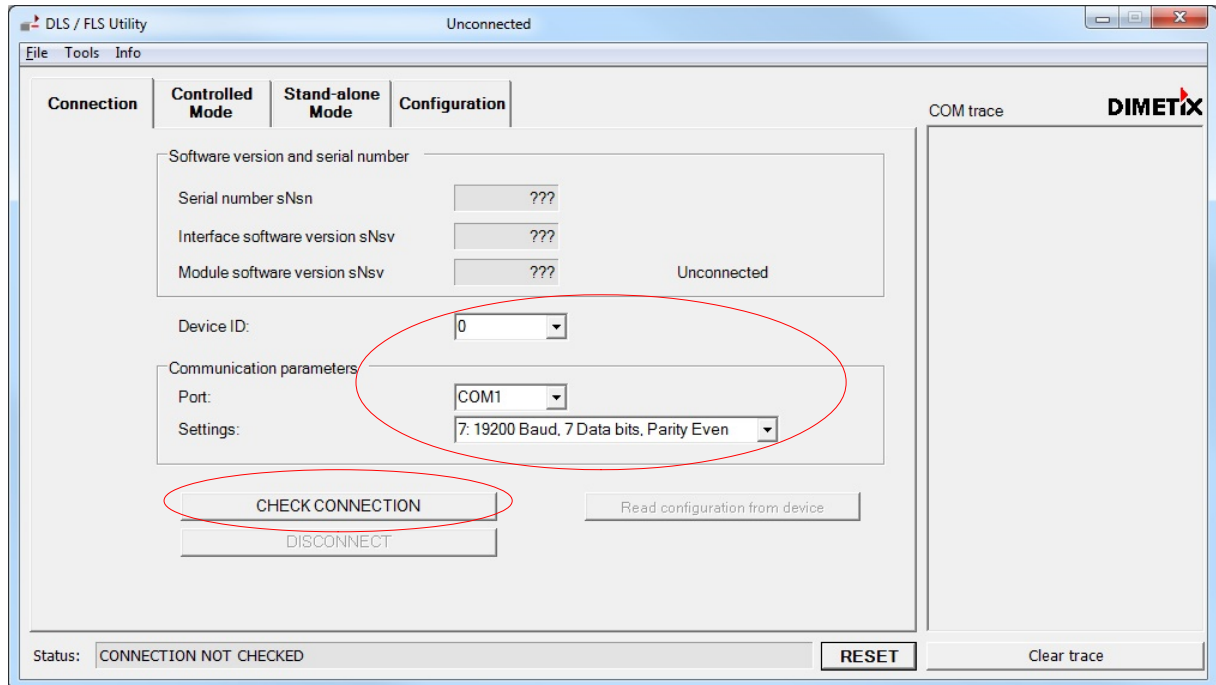 DLS / FLS Utility Unconnected
File Tools Info
Connection
Controlled Mode
Stand-alone Mode
Configuration
COM trace
DIMETIX
Software version and serial number
Serial number sNsn ???
Interface software version sNsv ???
Module software version sNsv ??? Unconnected
Device ID: 0
Communication parameters
Port: COM1
Settings: 7: 19200 Baud, 7 Data bits, Parity Even
CHECK CONNECTION Read configuration from device
DISCONNECT
Status: CONNECTION NOT CHECKED RESET Clear trace